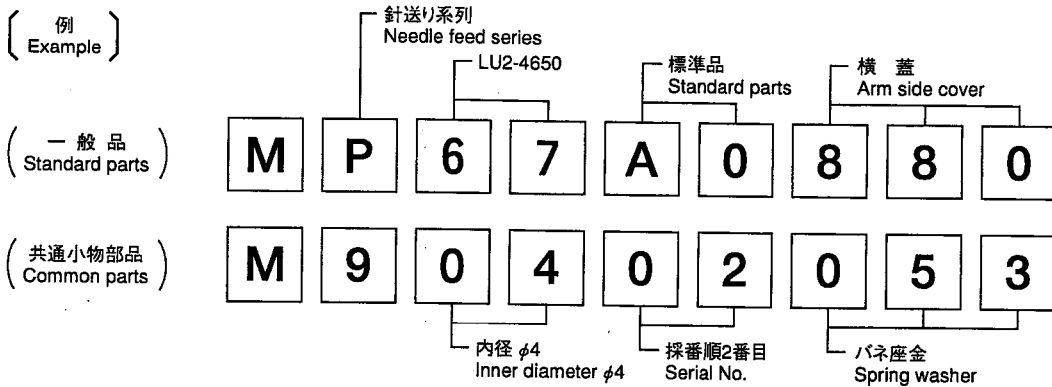 例
Example
針送り系列
Needle feed series
LU2-4650
標準品
Standard parts
横 蓋
Arm side cover
一 般 品
Standard parts
M P 6 7 A 0 8 8 0
共通小物部品
Common parts
M 9 0 4 0 2 0 5 3
内径 φ4
Inner diameter φ4
採番順2番目
Serial No.
バネ座金
Spring washer